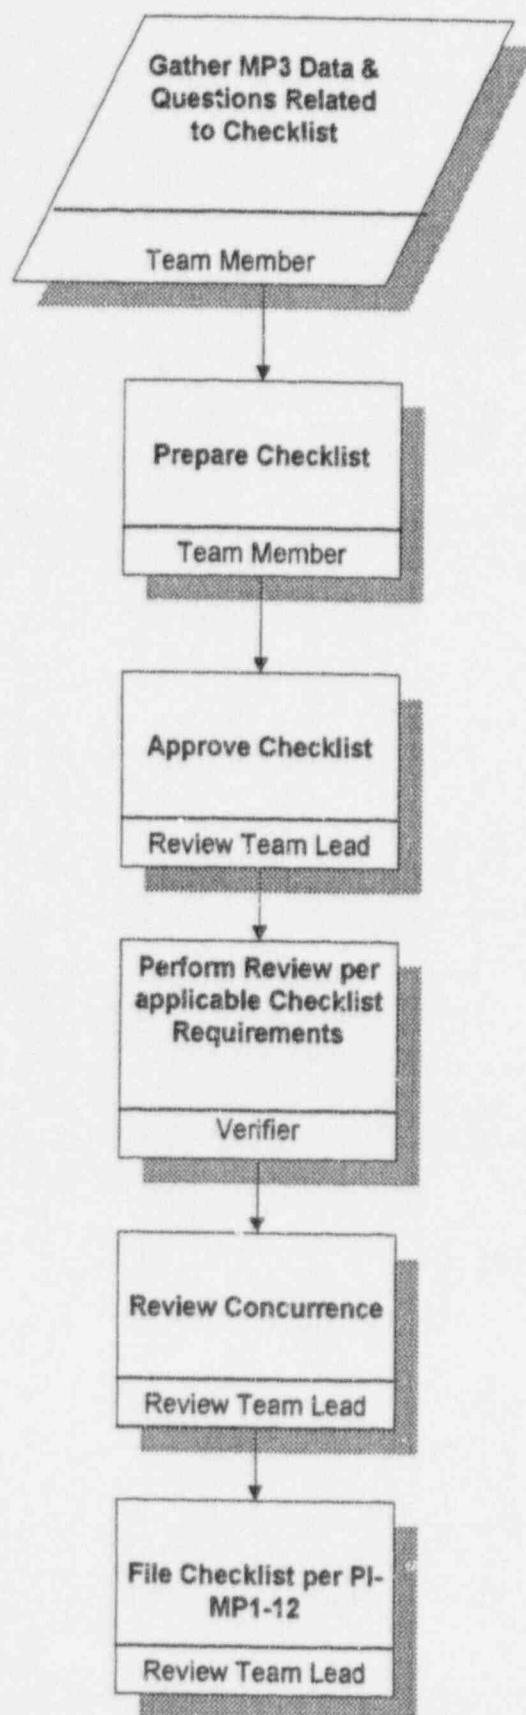 Gather MP3 Data &
Questions Related
to Checklist
Team Member
Prepare Checklist
Team Member
Approve Checklist
Review Team Lead
Perform Review per
applicable Checklist
Requirements
Verifier
Review Concurrence
Review Team Lead
File Checklist per PI-
MP1-12
Review Team Lead